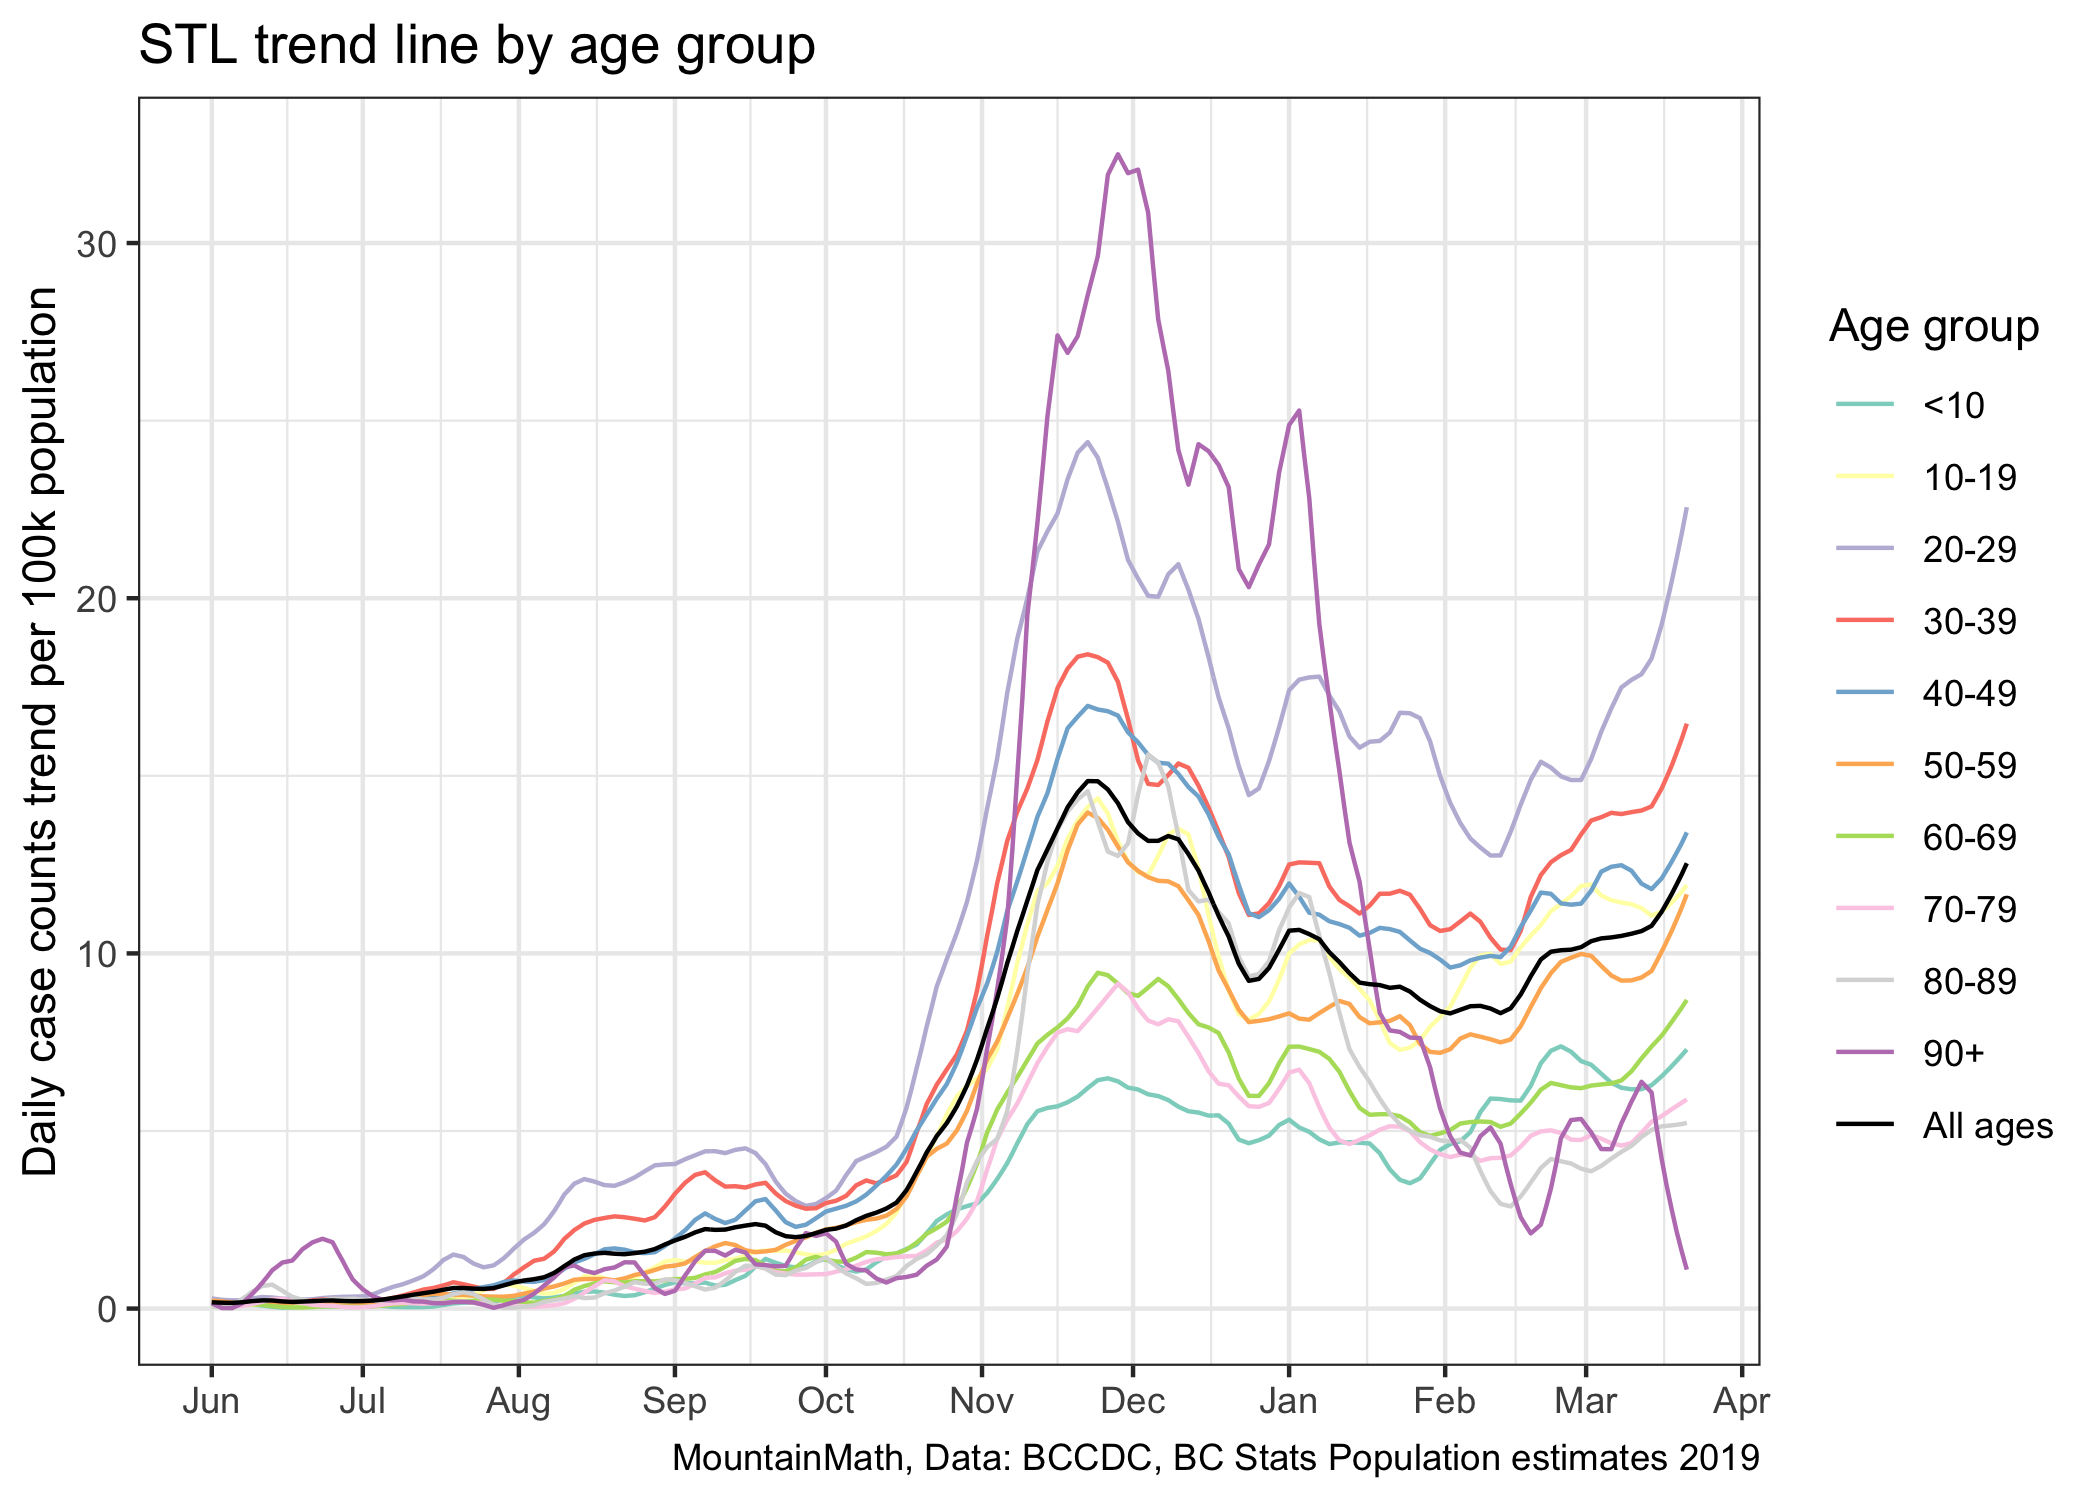 STL trend line by age group
Daily case counts trend per 100k population
30
20
10
0
Jun Jul Aug Sep Oct Nov Dec Jan Feb Mar Apr
Age group
<10
10-19
20-29
30-39
40-49
50-59
60-69
70-79
80-89
90+
All ages
MountainMath, Data: BCCDC, BC Stats Population estimates 2019